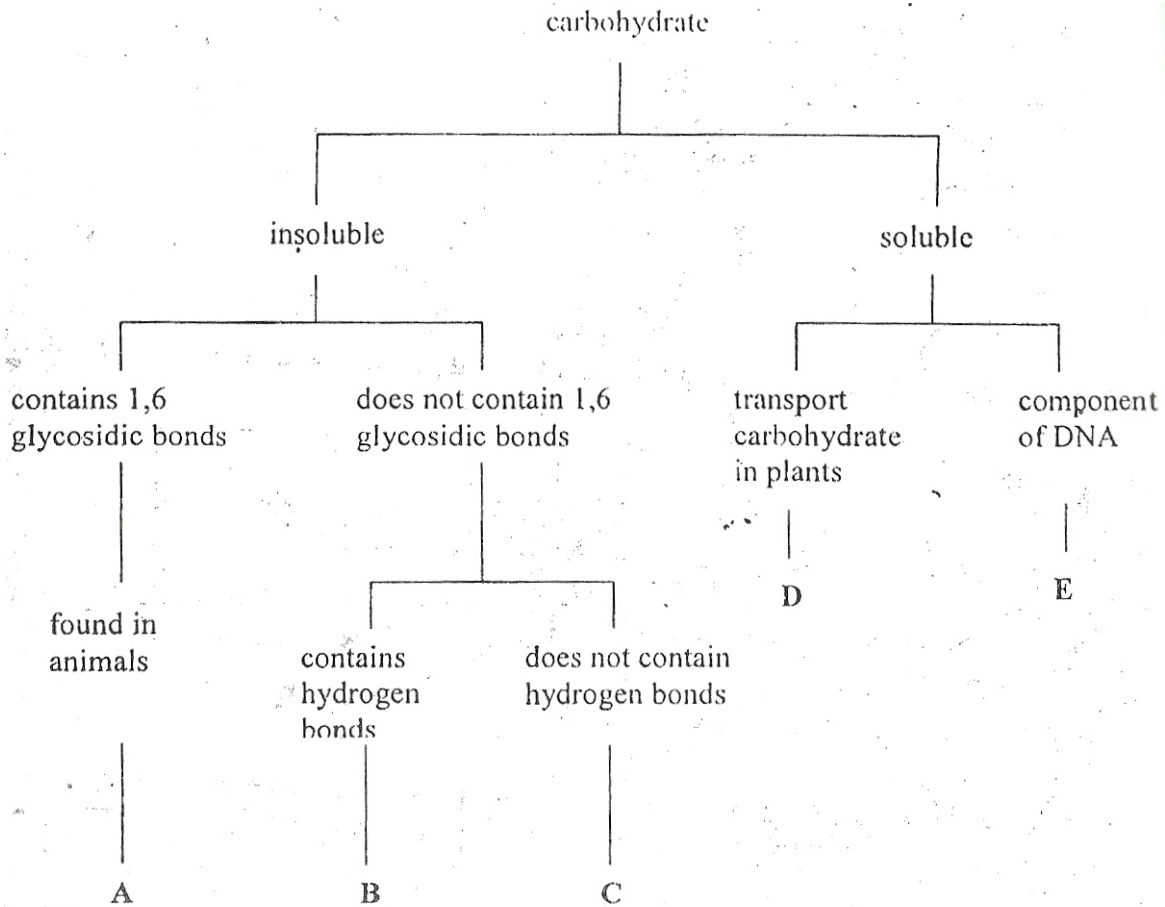 carbohydrate
insoluble
soluble
contains 1,6
glycosidic bonds
does not contain 1,6
glycosidic bonds
transport
carbohydrate
in plants
component
of DNA
found in
animals
contains
hydrogen
bonds
does not contain
hydrogen bonds
D
E
A
B
C